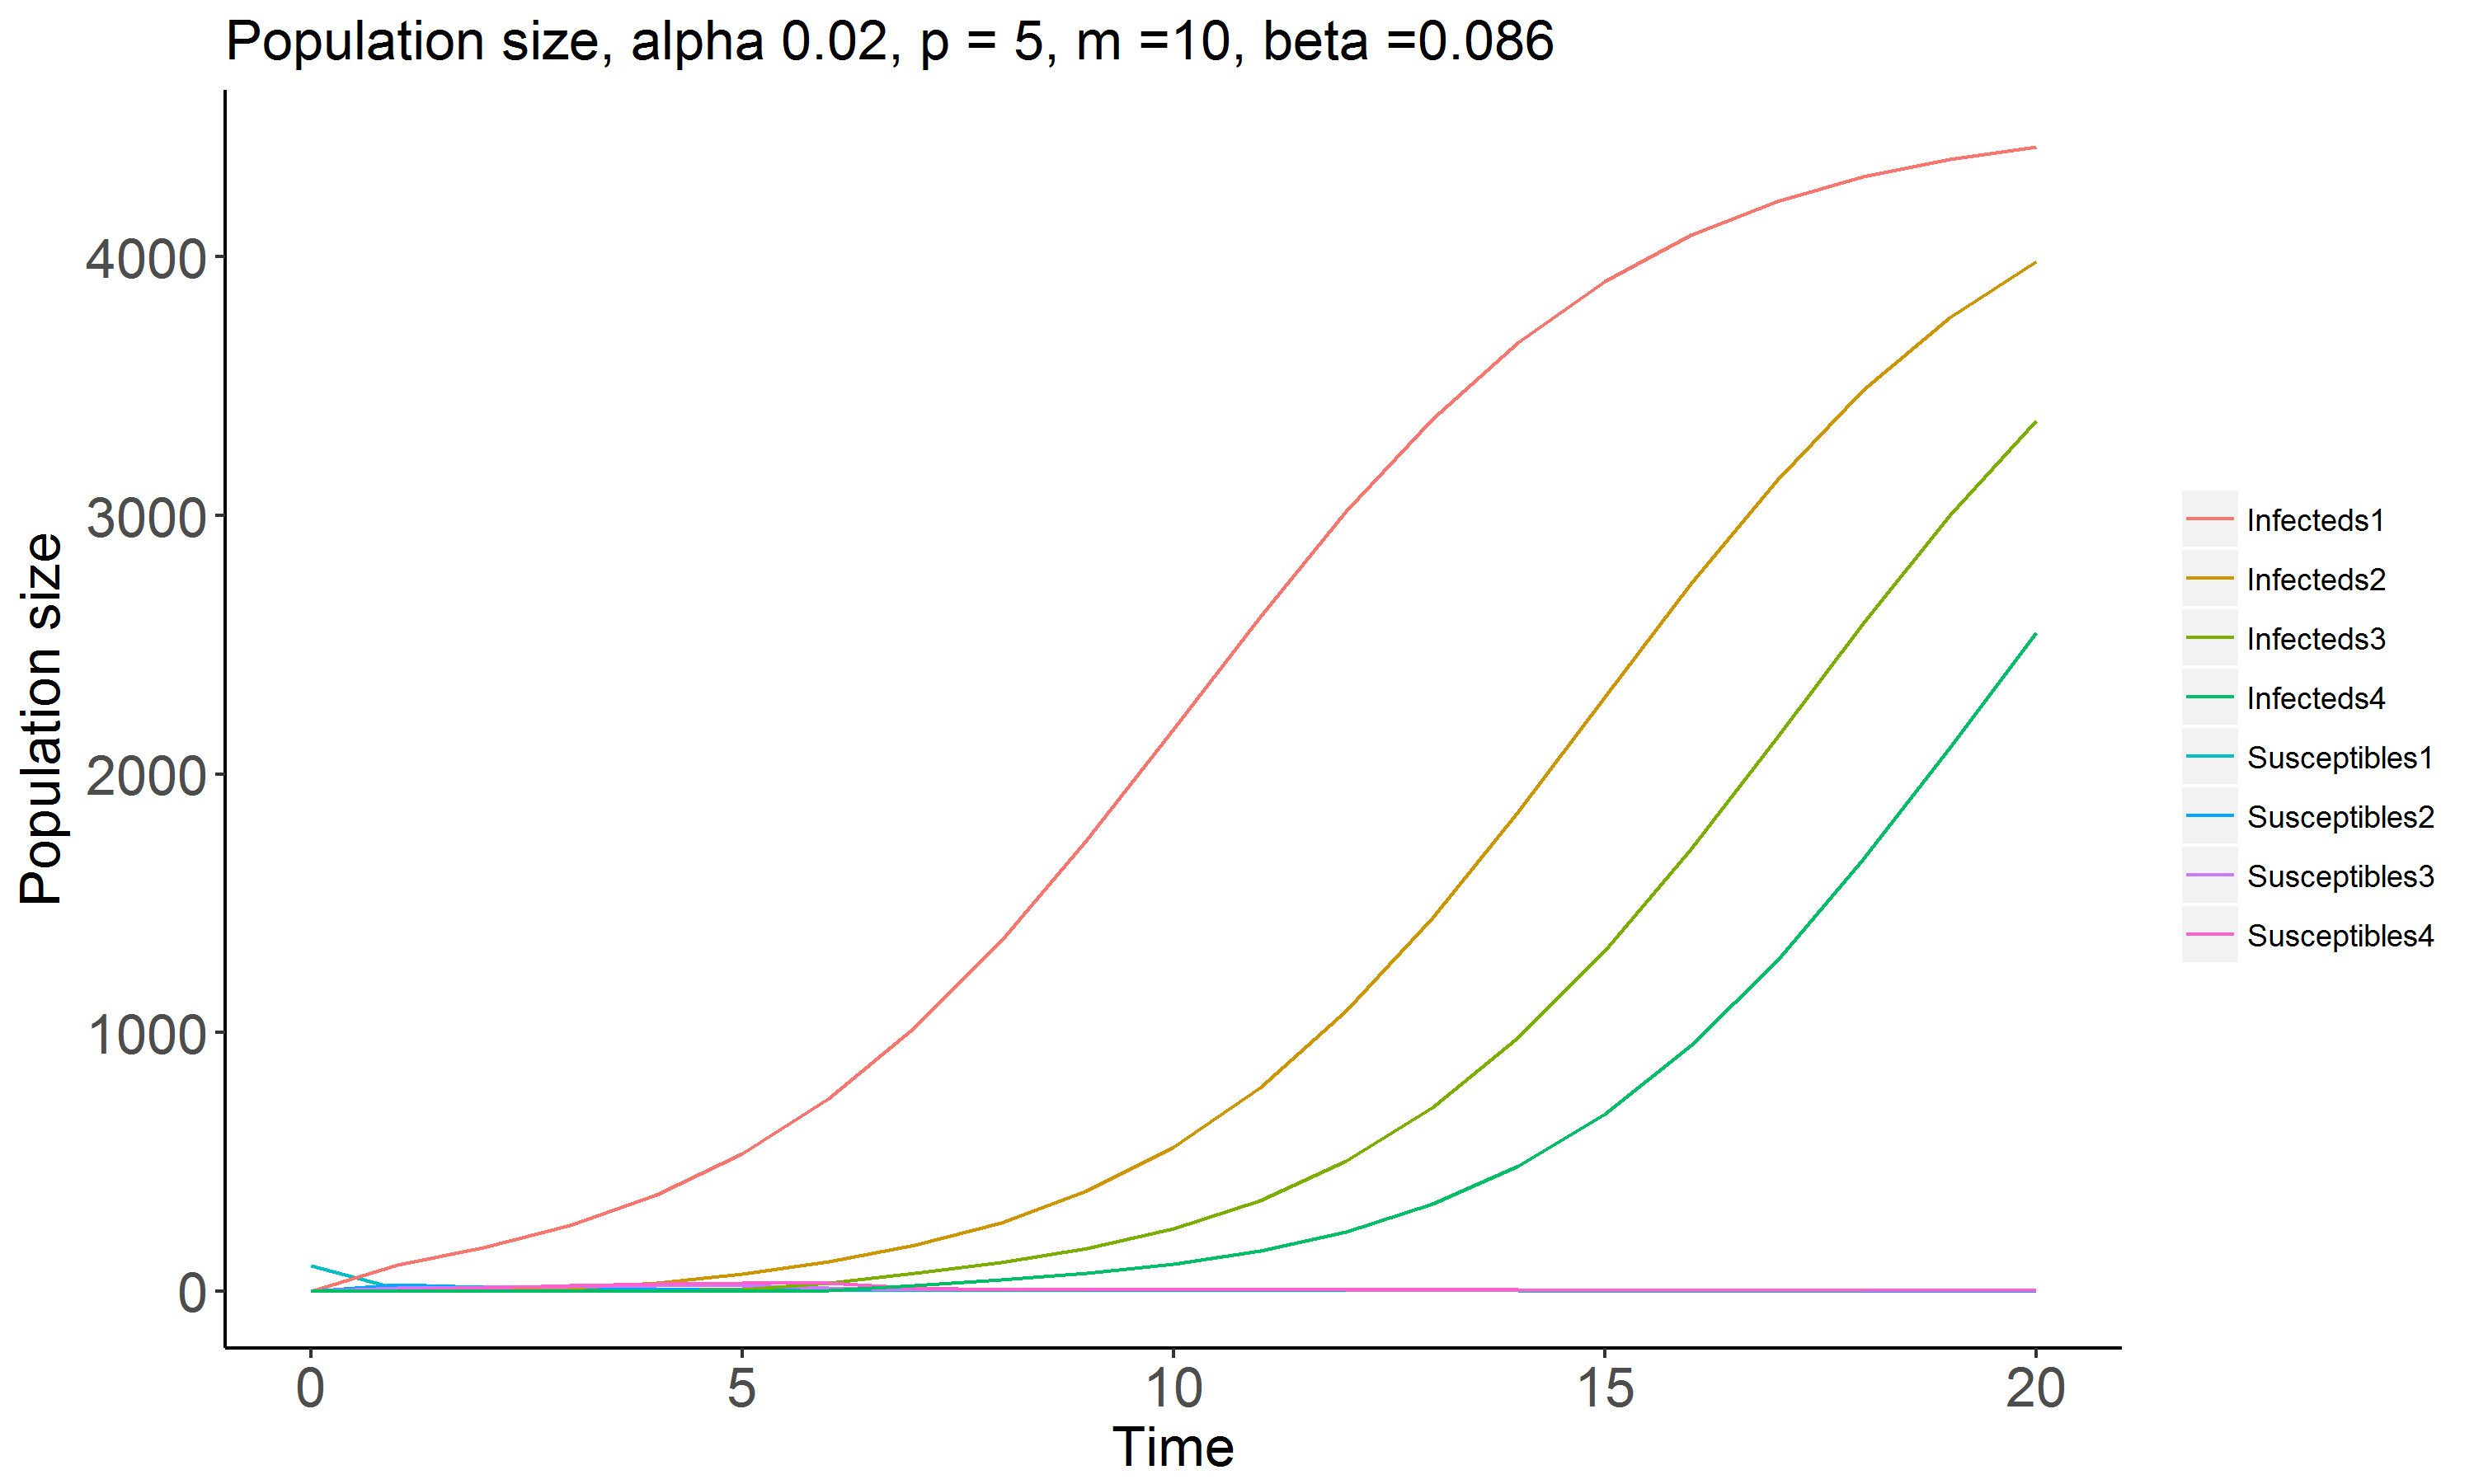 Population size, alpha 0.02, p = 5, m =10, beta =0.086
Population size
4000
3000
2000
1000
0
0 5 10 15 20
Time
Infecteds1
Infecteds2
Infecteds3
Infecteds4
Susceptibles1
Susceptibles2
Susceptibles3
Susceptibles4